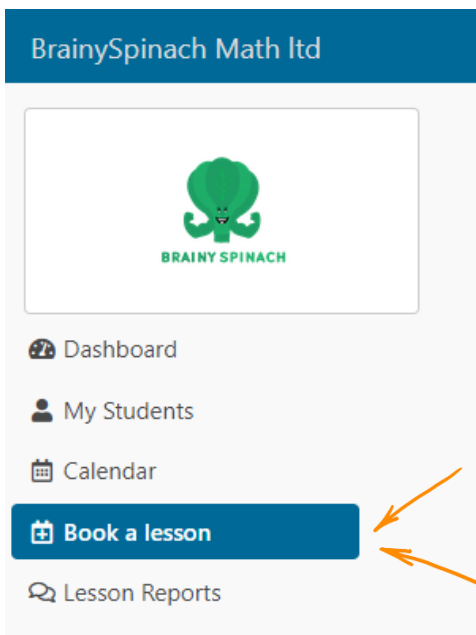 BrainySpinach Math ltd
BRAINY SPINACH
Dashboard
My Students
Calendar
Book a lesson
Lesson Reports